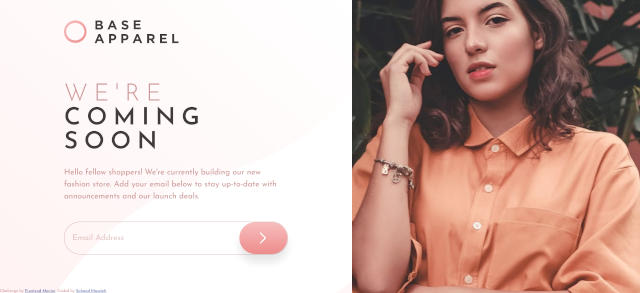 BASE
APPAREL
WE'RE
COMING
SOON
Hello fellow shoppers! We're currently building our new
fashion store. Add your email below to stay up-to-date with
announcements and our launch deals.
Email Address
Challenge by Frontend Mentor. Coded by